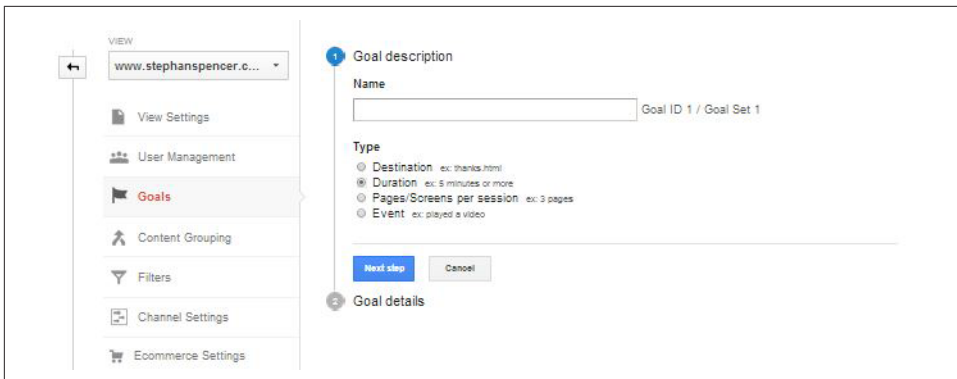 VIEW
www.stephanspencer.c...
View Settings
User Management
Goals
Content Grouping
Filters
Channel Settings
Ecommerce Settings
1 Goal description
Name
Goal ID 1 / Goal Set 1
Type
Destination ex: thanks.html
Duration ex: 5 minutes or more
Pages/Screens per session ex: 3 pages
Event ex: played a video
Next step Cancel
2 Goal details